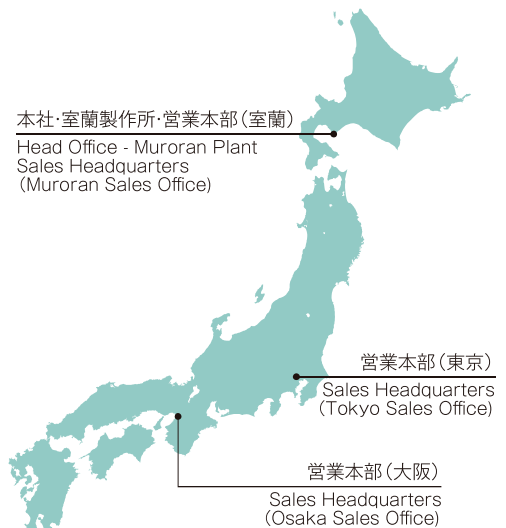 本社･室蘭製作所･営業本部（室蘭）
Head Office - Muroran Plant
Sales Headquarters
（Muroran Sales Office）
営業本部（東京）
Sales Headquarters
（Tokyo Sales Office）
営業本部（大阪）
Sales Headquarters
（Osaka Sales Office）